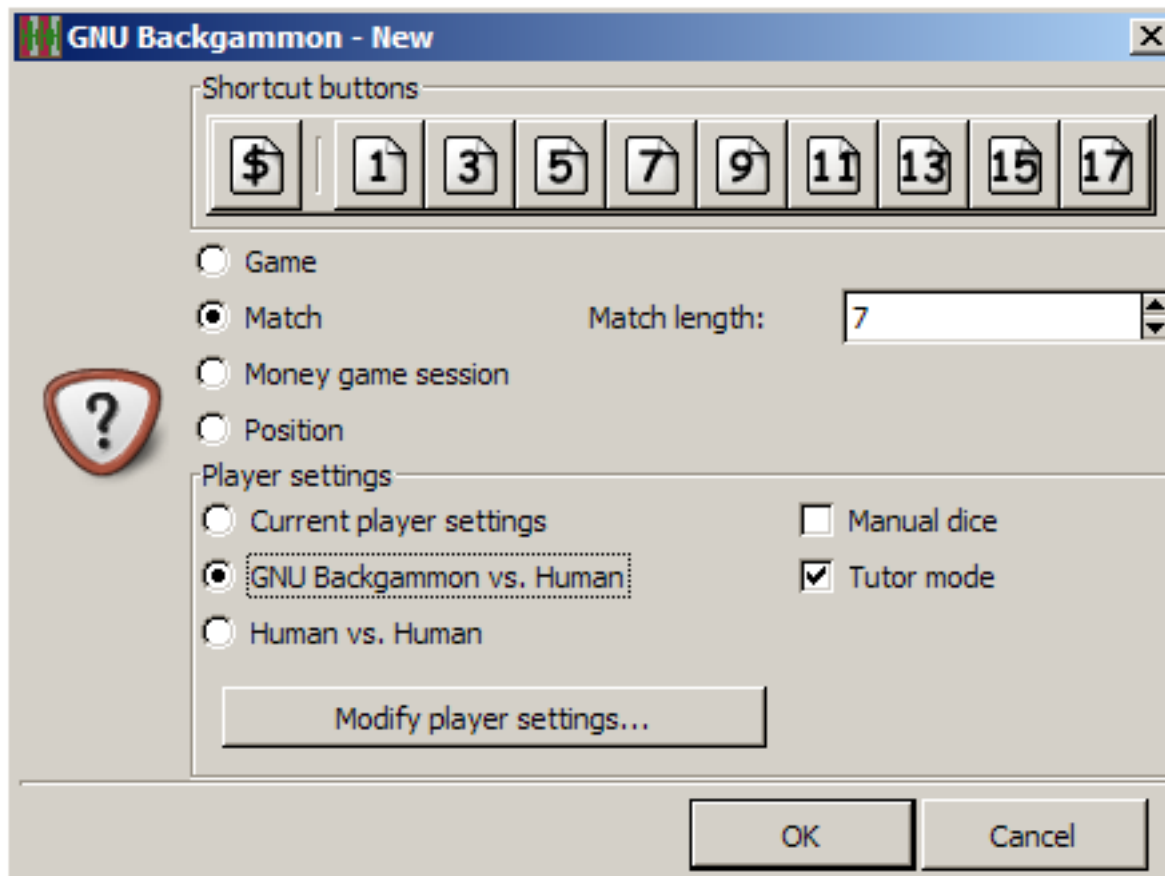 GNU Backgammon - New
Shortcut buttons
$ 1 3 5 7 9 11 13 15 17
Game
Match Match length: 7
Money game session
?
Position
Player settings
Current player settings Manual dice
GNU Backgammon vs. Human Tutor mode
Human vs. Human
Modify player settings...
OK Cancel